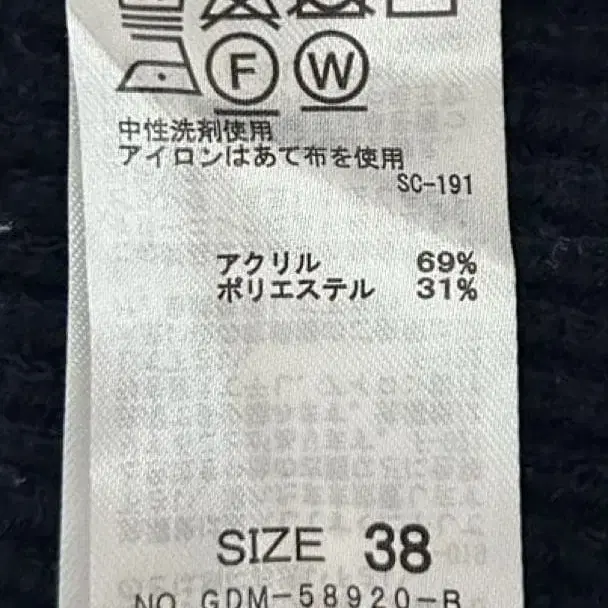 F W
中性洗剤使用
アイロンはあて布を使用
SC-191
アクリル 69%
ポリエステル 31%
SIZE 38
NO. GDM-58920-B